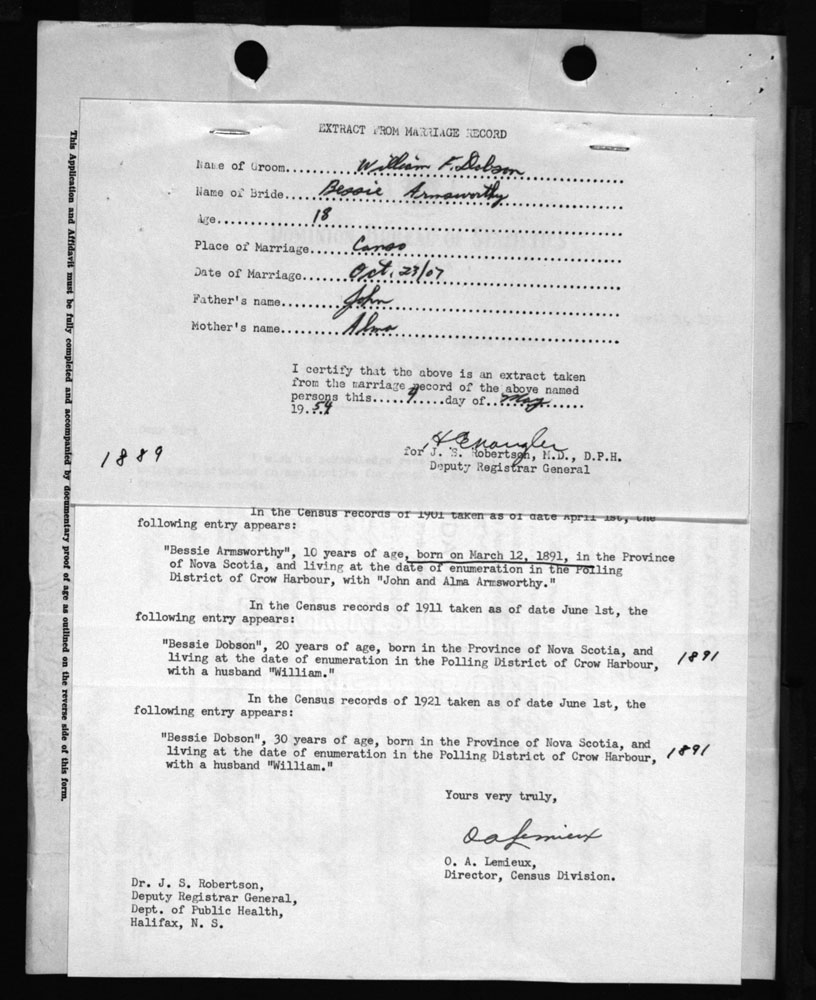 EXTRACT FROM MARRIAGE RECORD
Name of Groom..........William F. Dobson
Name of Bride......Bessie Armsworthy
Age..............18
Place of Marriage......Canso
Date of Marriage......Oct. 23/07
Father's name.........John
Mother's name.........Alma
I certify that the above is an extract taken
from the marriage record of the above named
persons this.....9.....day of..May......
19.54
for J. S. Robertson, M.D., D.P.H.
Deputy Registrar General
1889
In the Census records of 1901 taken as of date April 1st, the
following entry appears:
"Bessie Armsworthy", 10 years of age, born on March 12, 1891, in the Province
of Nova Scotia, and living at the date of enumeration in the Polling
District of Crow Harbour, with "John and Alma Armsworthy."
In the Census records of 1911 taken as of date June 1st, the
following entry appears:
"Bessie Dobson", 20 years of age, born in the Province of Nova Scotia, and
living at the date of enumeration in the Polling District of Crow Harbour, 1891
with a husband "William."
In the Census records of 1921 taken as of date June 1st, the
following entry appears:
"Bessie Dobson", 30 years of age, born in the Province of Nova Scotia, and
living at the date of enumeration in the Polling District of Crow Harbour, 1891
with a husband "William."
Yours very truly,
O A Lemieux
O. A. Lemieux,
Director, Census Division.
Dr. J. S. Robertson,
Deputy Registrar General,
Dept. of Public Health,
Halifax, N. S.
This Application and Affidavit must be fully completed and accompanied by documentary proof of age as outlined on the reverse side of this form.